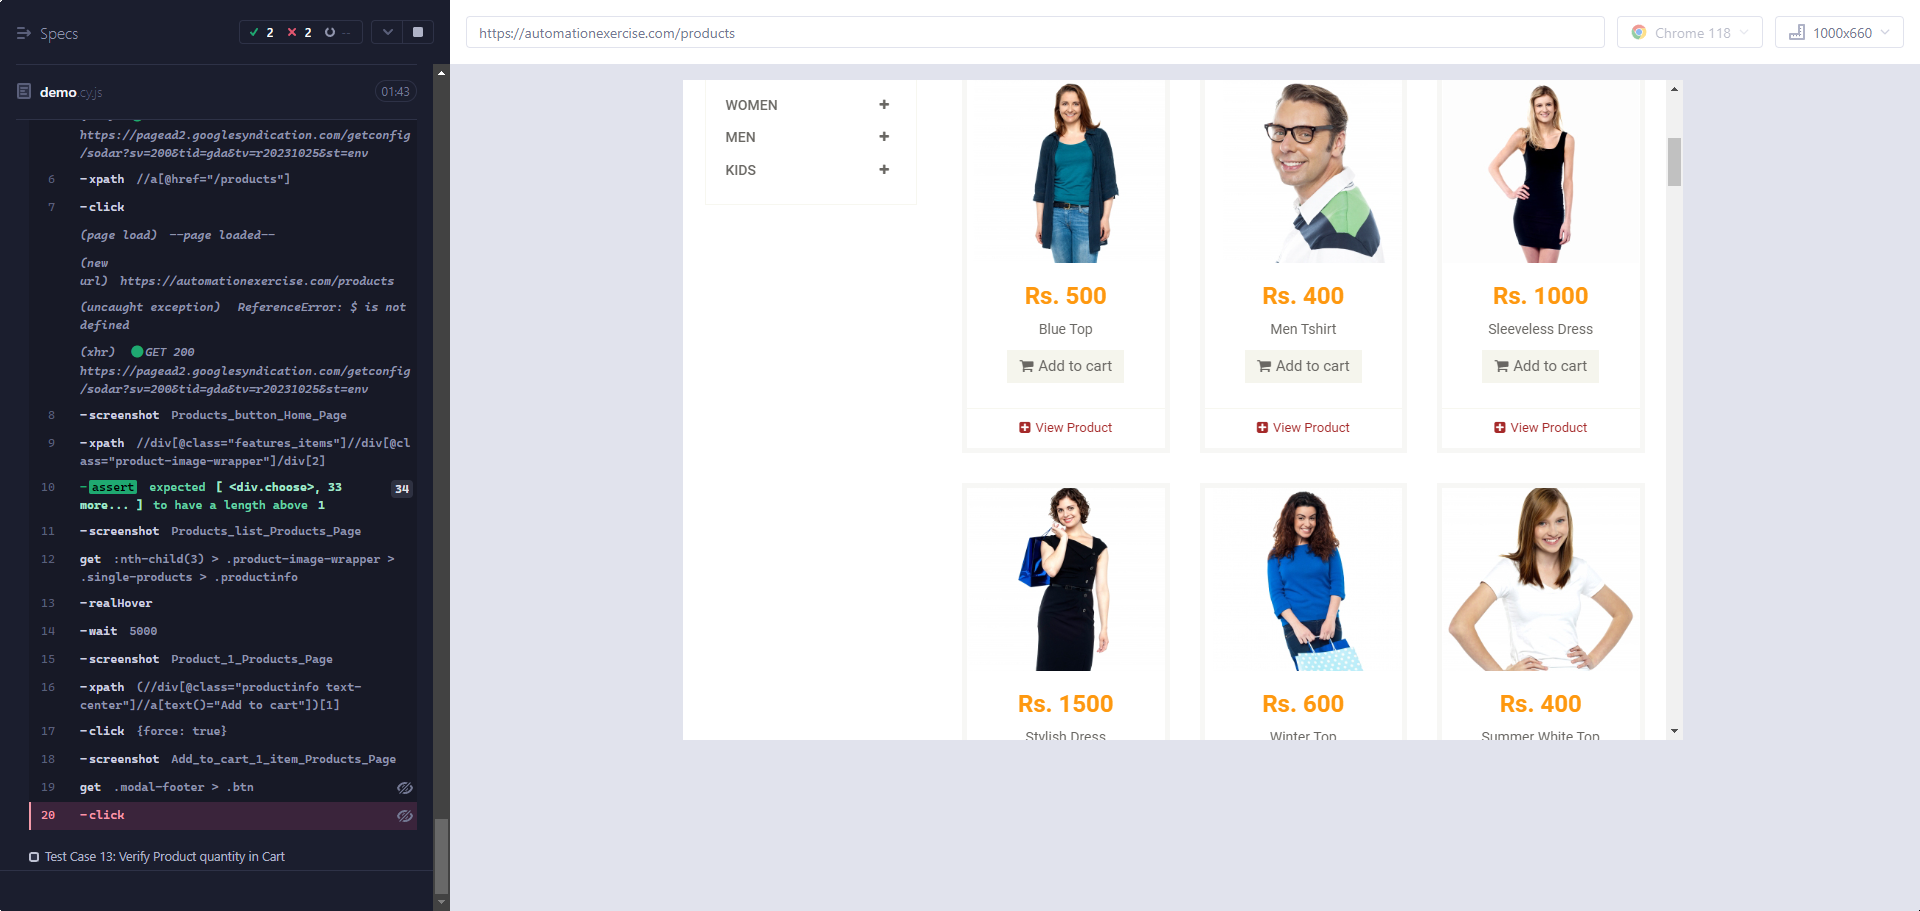 Specs
2
2
--
demo.cy.js
01:43
https://pagead2.googlesyndication.com/getconfig
/sodar?sv=200&tid=gda&tv=r20231025&st=env
6 -xpath //a[@href="/products"]
7 -click
(page load) --page loaded--
(new
url) https://automationexercise.com/products
(uncaught exception) ReferenceError: $ is not
defined
(xhr) GET 200
https://pagead2.googlesyndication.com/getconfig
/sodar?sv=200&tid=gda&tv=r20231025&st=env
8 -screenshot Products_button_Home_Page
9 -xpath //div[@class="features_items"]//div[@cl
ass="product-image-wrapper"]/div[2]
10 -assert expected [ <div.choose>, 33 34
more... ] to have a length above 1
11 -screenshot Products_list_Products_Page
12 get :nth-child(3) > .product-image-wrapper >
.single-products > .productinfo
13 -realHover
14 -wait 5000
15 -screenshot Product_1_Products_Page
16 -xpath (//div[@class="productinfo text-
center"]//a[text()="Add to cart"])[1]
17 -click {force: true}
18 -screenshot Add_to_cart_1_item_Products_Page
19 get .modal-footer > .btn
20 -click
Test Case 13: Verify Product quantity in Cart
https://automationexercise.com/products
Chrome 118
1000x660
WOMEN +
MEN +
KIDS +
Rs. 500
Blue Top
Add to cart
View Product
Rs. 400
Men Tshirt
Add to cart
View Product
Rs. 1000
Sleeveless Dress
Add to cart
View Product
Rs. 1500
Stylish Dress
Rs. 600
Winter Top
Rs. 400
Summer White Top